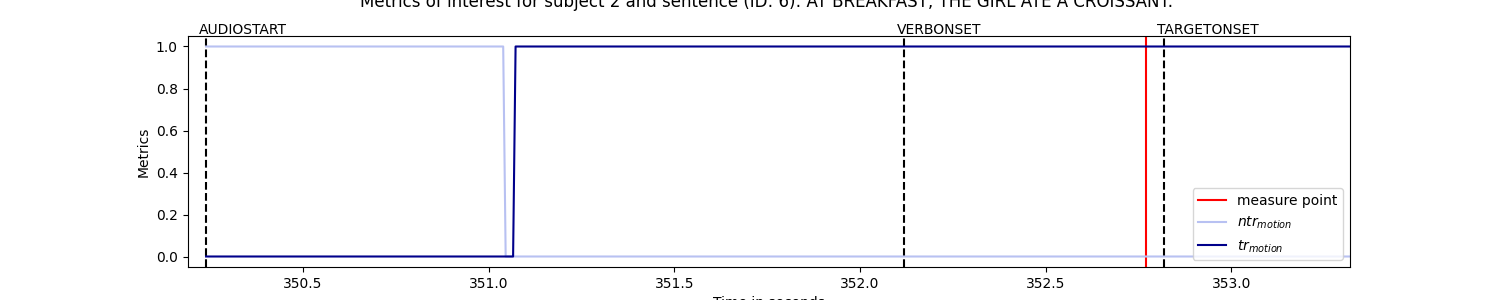 Metrics of interest for subject 2 and sentence (ID: 6): AT BREAKFAST, THE GIRL ATE A CROISSANT.
AUDIOSTART VERBONSET TARGETONSET
1.0
0.8
0.6
0.4
0.2
0.0
Metrics
measure point
ntr motion
tr motion
350.5 351.0 351.5 352.0 352.5 353.0
Time in seconds